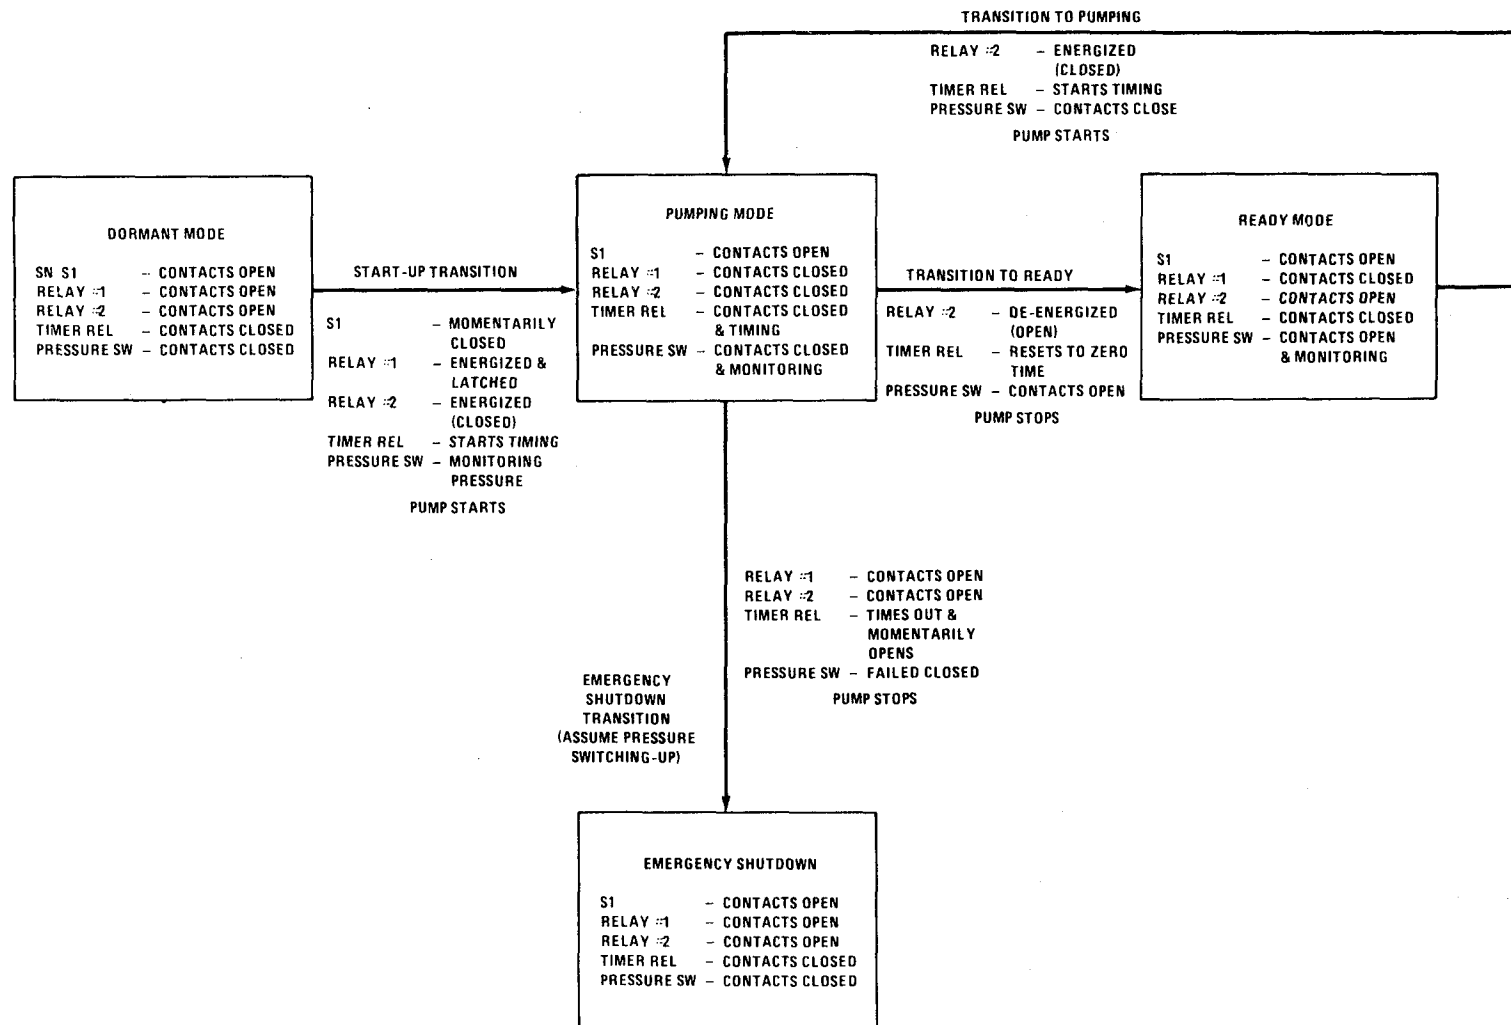 TRANSITION TO PUMPING
RELAY #2 – ENERGIZED
(CLOSED)
TIMER REL – STARTS TIMING
PRESSURE SW – CONTACTS CLOSE
PUMP STARTS
DORMANT MODE
SN S1 – CONTACTS OPEN
RELAY #1 – CONTACTS OPEN
RELAY #2 – CONTACTS OPEN
TIMER REL – CONTACTS CLOSED
PRESSURE SW – CONTACTS CLOSED
START-UP TRANSITION
S1 – MOMENTARILY
CLOSED
RELAY #1 – ENERGIZED &
LATCHED
RELAY #2 – ENERGIZED
(CLOSED)
TIMER REL – STARTS TIMING
PRESSURE SW – MONITORING
PRESSURE
PUMP STARTS
PUMPING MODE
S1 – CONTACTS OPEN
RELAY #1 – CONTACTS CLOSED
RELAY #2 – CONTACTS CLOSED
TIMER REL – CONTACTS CLOSED
& TIMING
PRESSURE SW – CONTACTS CLOSED
& MONITORING
TRANSITION TO READY
RELAY #2 – DE-ENERGIZED
(OPEN)
TIMER REL – RESETS TO ZERO
TIME
PRESSURE SW – CONTACTS OPEN
PUMP STOPS
READY MODE
S1 – CONTACTS OPEN
RELAY #1 – CONTACTS CLOSED
RELAY #2 – CONTACTS OPEN
TIMER REL – CONTACTS CLOSED
PRESSURE SW – CONTACTS OPEN
& MONITORING
RELAY #1 – CONTACTS OPEN
RELAY #2 – CONTACTS OPEN
TIMER REL – TIMES OUT &
MOMENTARILY
OPENS
PRESSURE SW – FAILED CLOSED
PUMP STOPS
EMERGENCY
SHUTDOWN
TRANSITION
(ASSUME PRESSURE
SWITCHING-UP)
EMERGENCY SHUTDOWN
S1 – CONTACTS OPEN
RELAY #1 – CONTACTS OPEN
RELAY #2 – CONTACTS OPEN
TIMER REL – CONTACTS CLOSED
PRESSURE SW – CONTACTS CLOSED